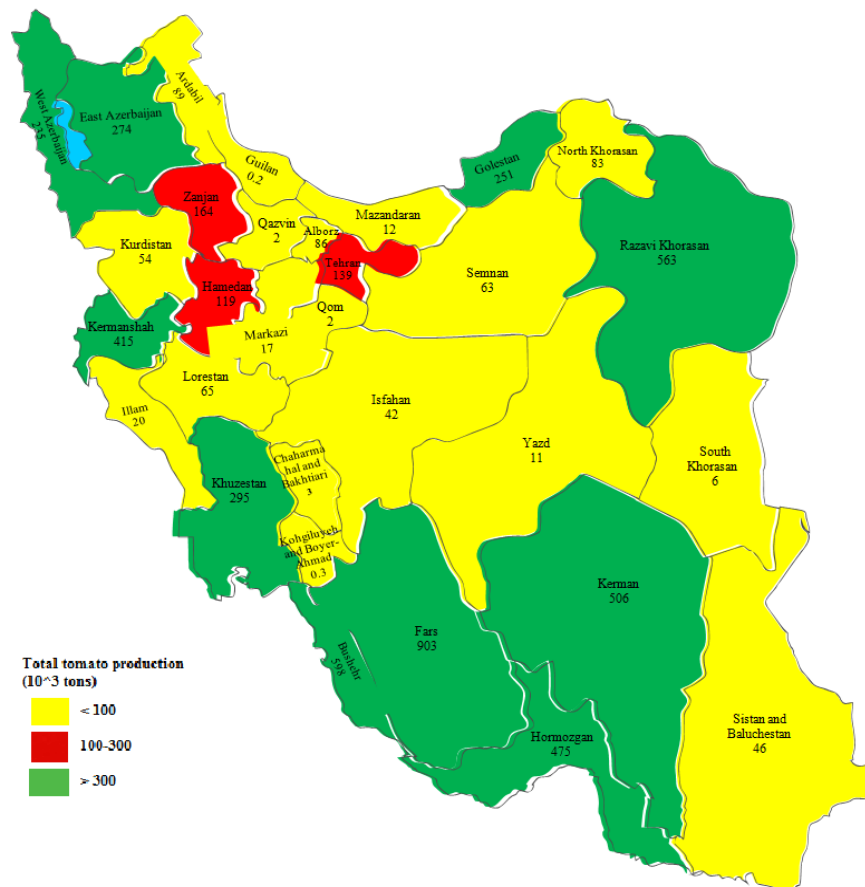 Ardabil
89
West Azerbaijan
235
East Azerbaijan
274
Guilan
0.2
Golestan
251
North Khorasan
83
Zanjan
164
Mazandaran
12
Qazvin
2
Alborz
86
Kurdistan
54
Tehran
139
Semnan
63
Razavi Khorasan
563
Hamedan
119
Qom
2
Kermanshah
415
Markazi
17
Lorestan
65
Illam
20
Isfahan
42
Yazd
11
South
Khorasan
6
Chaharma
hal and
Bakhtiari
3
Khuzestan
295
Kohgiluyeh
and Boyer-
Ahmad
0.3
Kerman
506
Fars
903
Bushehr
598
Hormozgan
475
Sistan and
Baluchestan
46
Total tomato production
(10^3 tons)
< 100
100-300
> 300